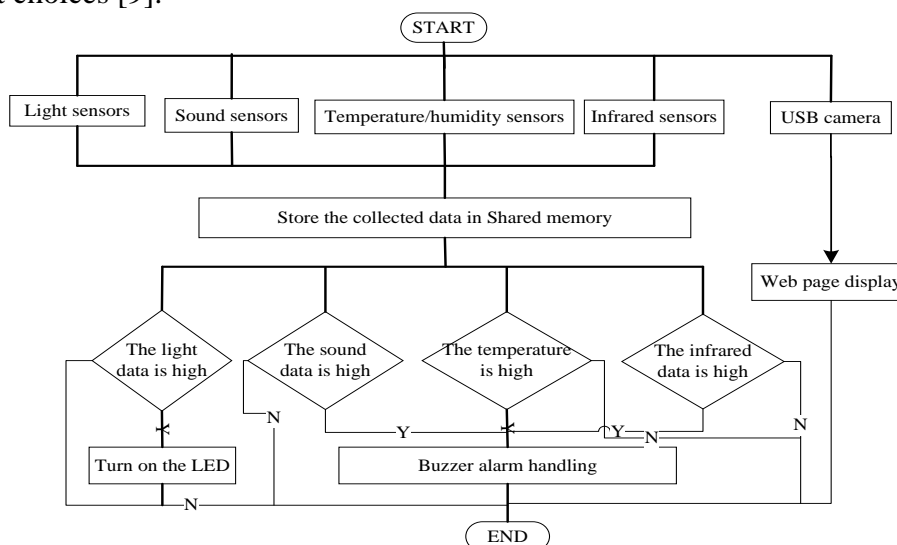 t choices [9].
START
Light sensors
Sound sensors
Temperature/humidity sensors
Infrared sensors
USB camera
Store the collected data in Shared memory
Web page display
The light
data is high
The sound
data is high
The temperature
is high
The infrared
data is high
N
N
Y
Y
Y
Y
N
Turn on the LED
Buzzer alarm handling
N
END